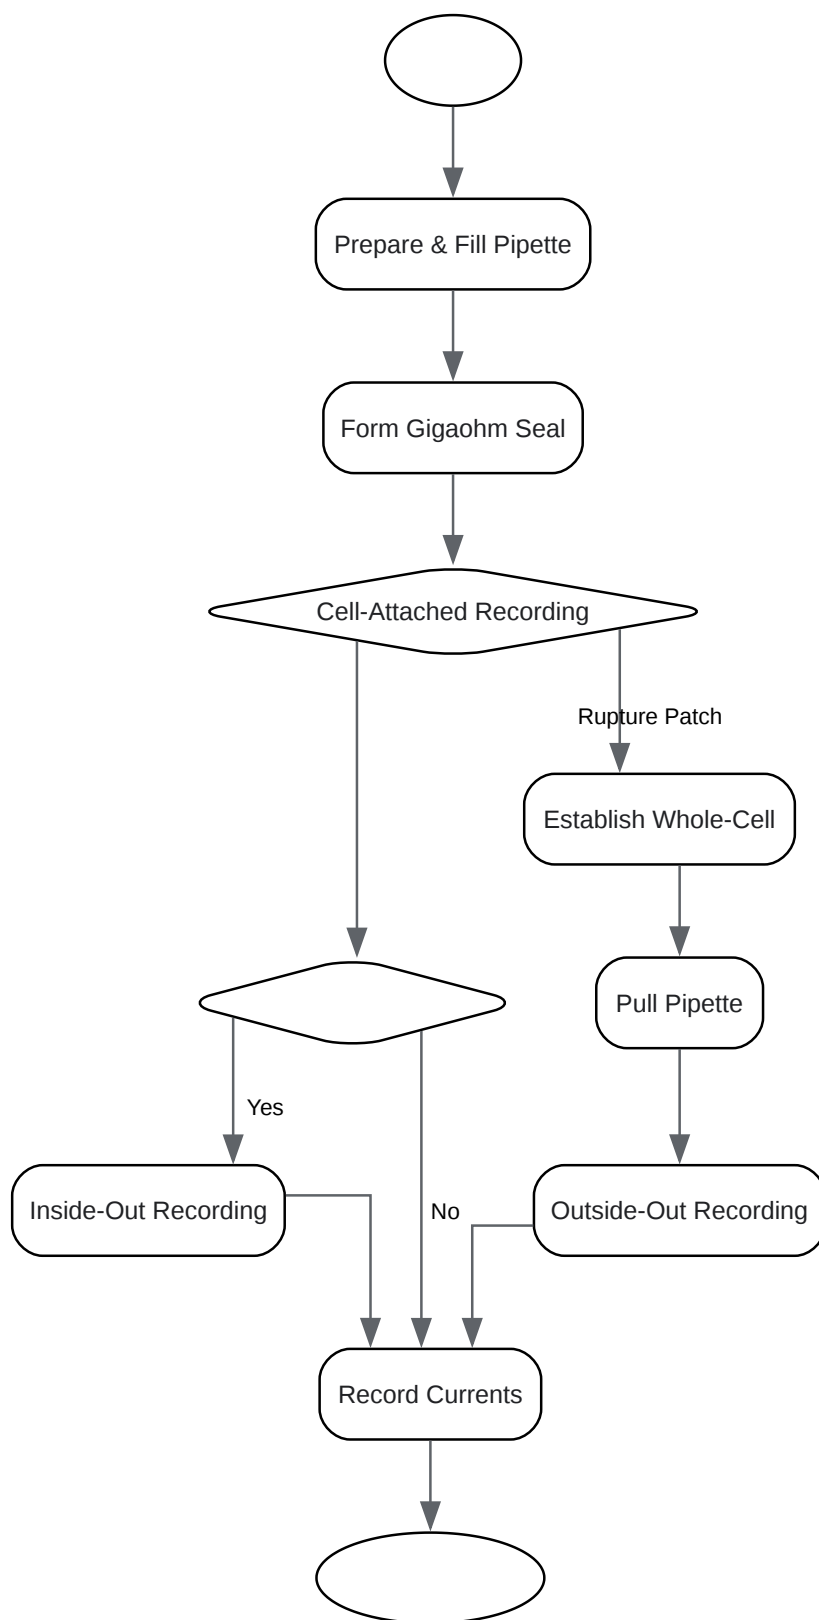 Prepare & Fill Pipette
Form Gigaohm Seal
Cell-Attached Recording
Rupture Patch
Establish Whole-Cell
Pull Pipette
Yes
Inside-Out Recording
No
Outside-Out Recording
Record Currents